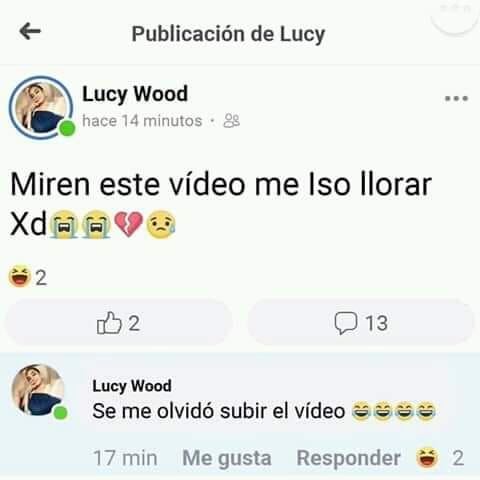 Publicación de Lucy
Lucy Wood
hace 14 minutos ·
Miren este vídeo me Iso llorar
Xd😭😭💔😢
😆 2
2
13
Lucy Wood
Se me olvidó subir el vídeo 😂😂😂😂
17 min Me gusta Responder 😆 2